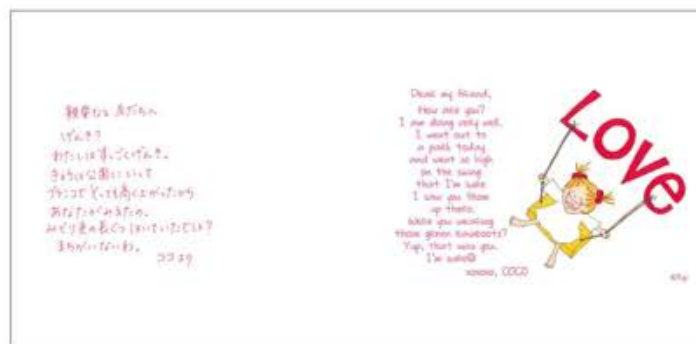 親愛なる 友だちへ
げんき？
わたしはすっごくげんき。
きょうは公園にいって
ブランコでとっても高く上がったから
あなたがみえたの。
みどり色の長ぐつはいていたでしょ？
まちがいないわ。
ココより
Dear my friend,
How are you?
I am doing very well.
I went out to
a park today
and went so high
on the swing
that I'm sure
I saw you there
up there.
Were you wearing
those green rainboots?
Yup, that was you.
I'm sure☺
xoxoxo, COCO
Love